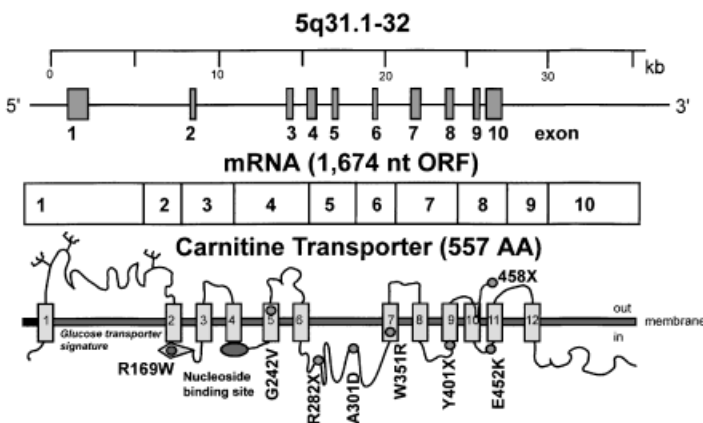 5q31.1-32
0 10 20 30 kb
5' 3'
1 2 3 4 5 6 7 8 9 10 exon
mRNA (1,674 nt ORF)
1 2 3 4 5 6 7 8 9 10
Carnitine Transporter (557 AA)
458X
out
1 2 3 4 5 6 7 8 9 10 11 12 membrane
Glucose transporter
signature
in
R169W
Nucleoside
binding site
G242V
R282X
A301D
W351R
Y401X
E452K